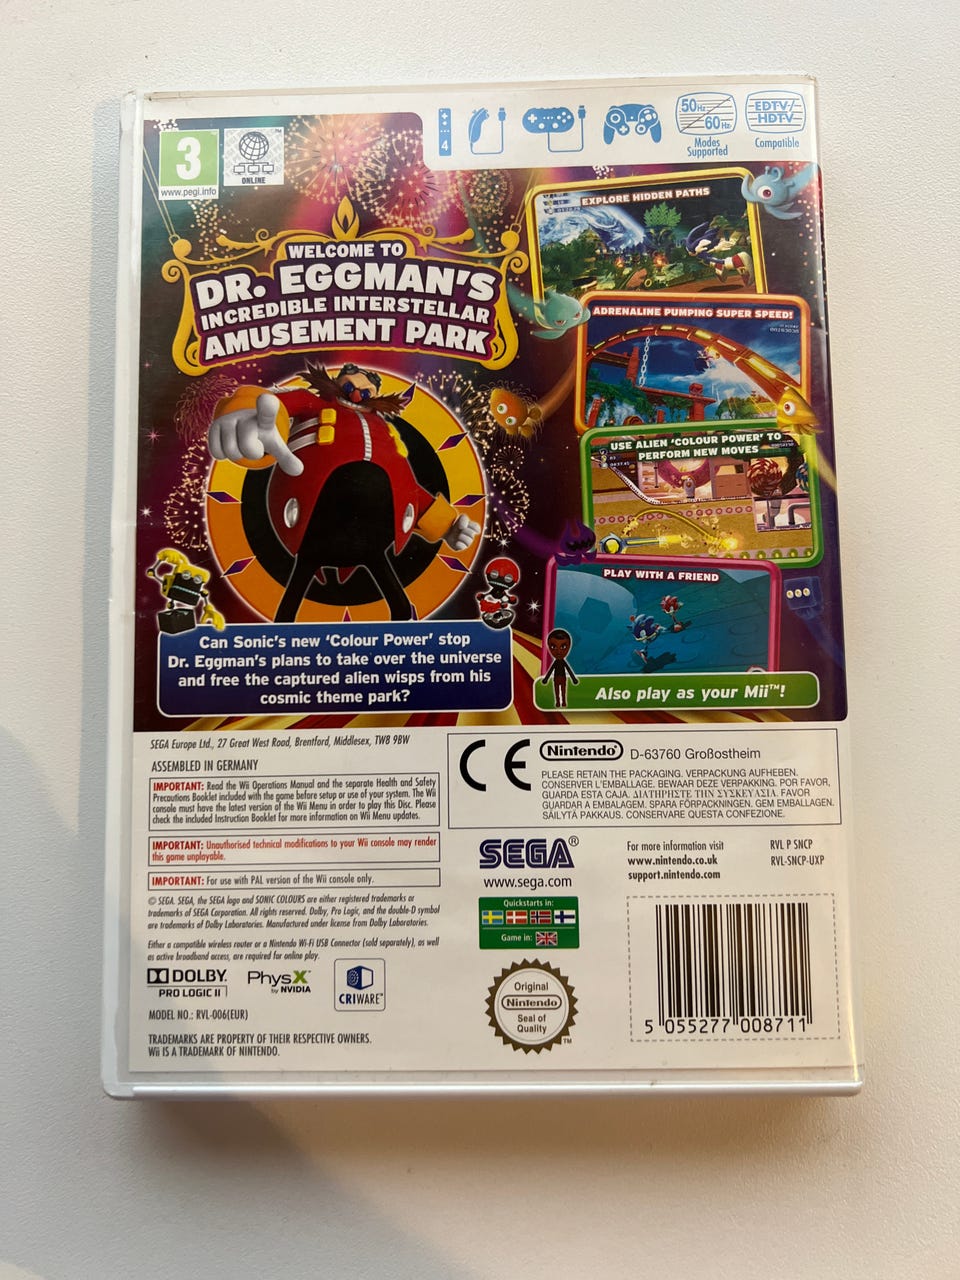 50Hz
60Hz
Modes
Supported
EDTV/
HDTV
Compatible
4
3
www.pegi.info
ONLINE
WELCOME TO
DR. EGGMAN'S
INCREDIBLE INTERSTELLAR
AMUSEMENT PARK
EXPLORE HIDDEN PATHS
ADRENALINE PUMPING SUPER SPEED!
USE ALIEN 'COLOUR POWER' TO
PERFORM NEW MOVES
PLAY WITH A FRIEND
Also play as your Mii™!
Can Sonic's new 'Colour Power' stop
Dr. Eggman's plans to take over the universe
and free the captured alien wisps from his
cosmic theme park?
SEGA Europe Ltd., 27 Great West Road, Brentford, Middlesex, TW8 9BW
ASSEMBLED IN GERMANY
IMPORTANT: Read the Wii Operations Manual and the separate Health and Safety
Precautions Booklet included with the game before setup or use of your system. The Wii
console must have the latest version of the Wii Menu in order to play this Disc. Please
check the included Instruction Booklet for more information on Wii Menu updates.
IMPORTANT: Unauthorised technical modifications to your Wii console may render
this game unplayable.
IMPORTANT: For use with PAL version of the Wii console only.
© SEGA. SEGA, the SEGA logo and SONIC COLOURS are either registered trademarks or
trademarks of SEGA Corporation. All rights reserved. Dolby, Pro Logic, and the double-D symbol
are trademarks of Dolby Laboratories. Manufactured under license from Dolby Laboratories.
Either a compatible wireless router or a Nintendo Wi-Fi USB Connector (sold separately), as well
as active broadband access, are required for online play.
DOLBY
PRO LOGIC II
PhysX™
by NVIDIA
CRIWARE™
MODEL NO.: RVL-006(EUR)
TRADEMARKS ARE PROPERTY OF THEIR RESPECTIVE OWNERS.
Wii IS A TRADEMARK OF NINTENDO.
CE
Nintendo® D-63760 Großostheim
PLEASE RETAIN THE PACKAGING. VERPACKUNG AUFHEBEN.
CONSERVER L'EMBALLAGE. BEWAAR DEZE VERPAKKING. POR FAVOR,
GUARDA ESTA CAJA. ΔΙΑΤΗΡΗΣΤΕ ΤΗΝ ΣΥΣΚΕΥΑΣΙΑ. FAVOR
GUARDAR A EMBALAGEM. SPARA FÖRPACKNINGEN. GEM EMBALLAGEN.
SÄILYTÄ PAKKAUS. CONSERVARE QUESTA CONFEZIONE.
SEGA®
www.sega.com
For more information visit
www.nintendo.co.uk
support.nintendo.com
RVL P SNCP
RVL-SNCP-UXP
Quickstarts in:
Game in:
Original
Nintendo
Seal of
Quality
™
5 055277 008711